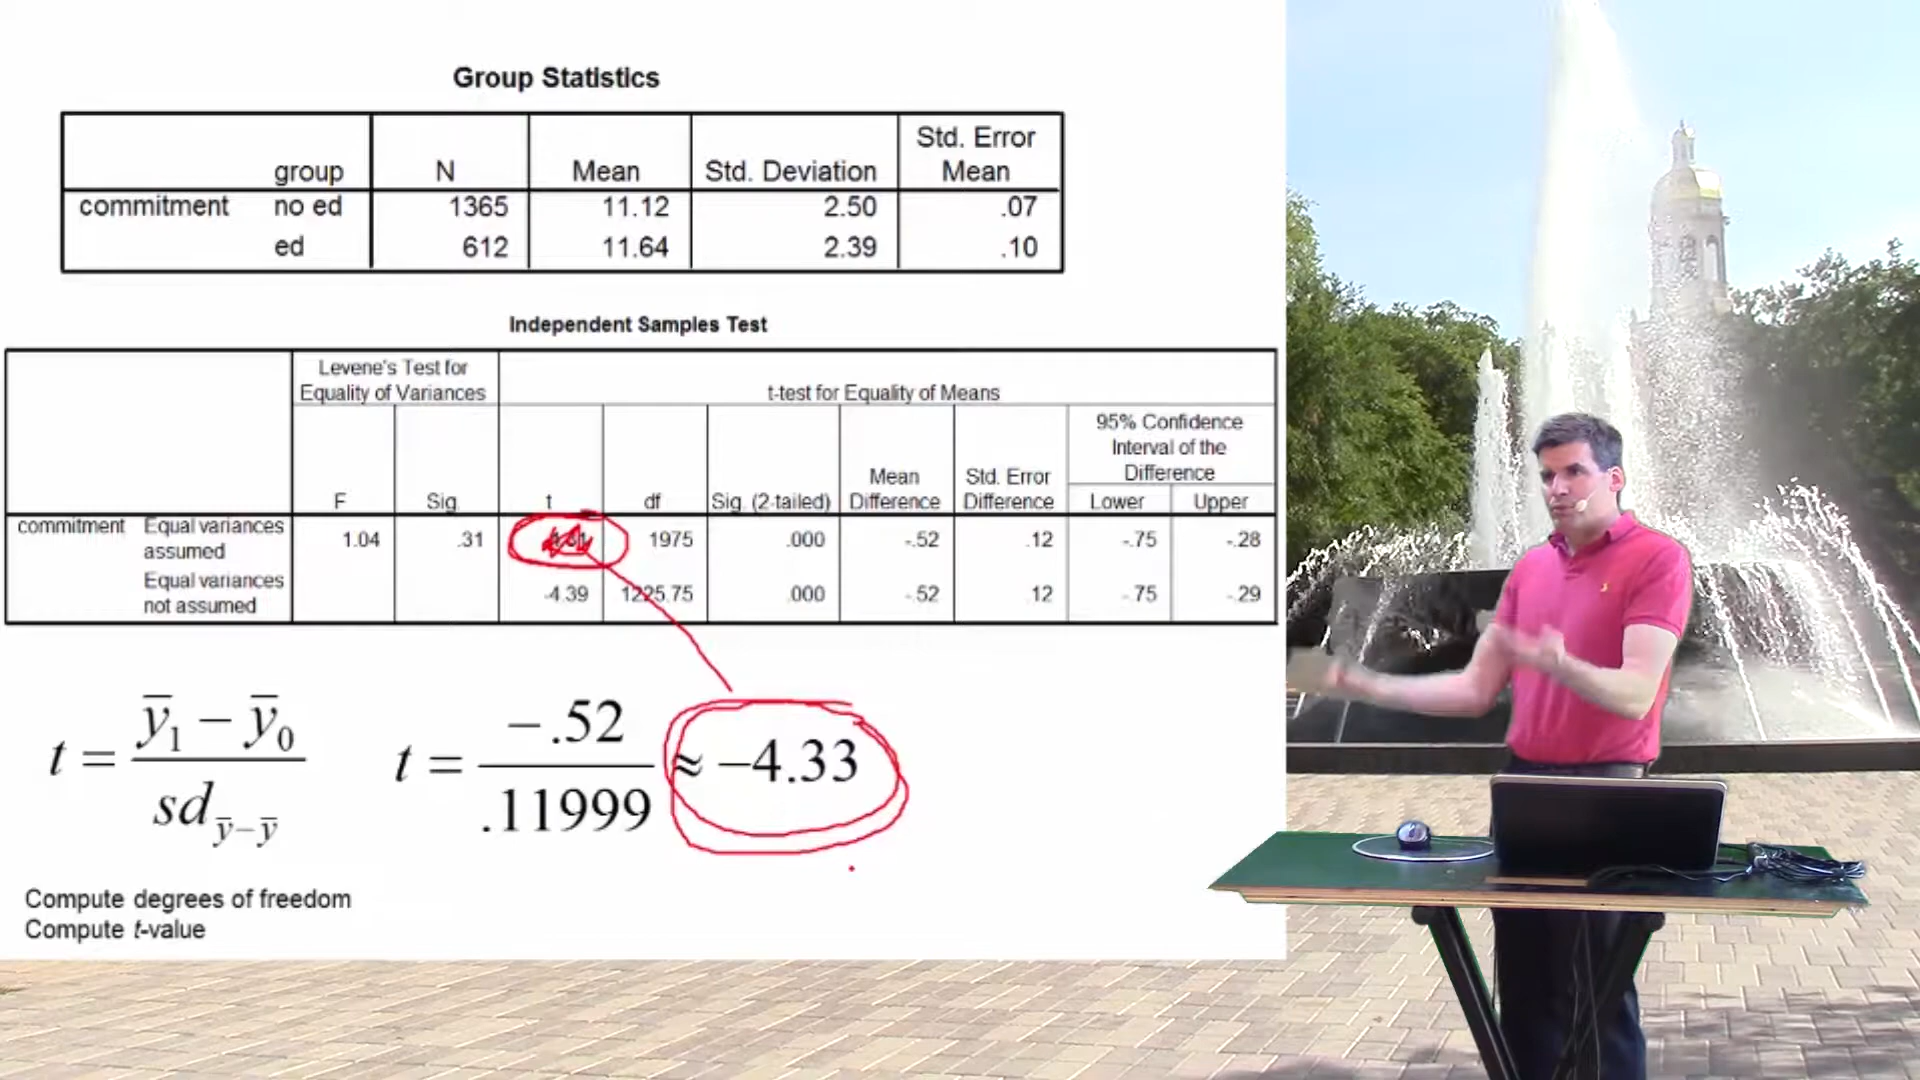 Group Statistics
group N Mean Std. Deviation Std. Error Mean
commitment no ed 1365 11.12 2.50 .07
ed 612 11.64 2.39 .10
Independent Samples Test
Levene's Test for Equality of Variances
t-test for Equality of Means
95% Confidence Interval of the Difference
F Sig. t df Sig. (2-tailed) Mean Difference Std. Error Difference Lower Upper
commitment Equal variances assumed 1.04 .31 1975 .000 -.52 .12 -.75 -.28
Equal variances not assumed -4.39 1225.75 .000 -.52 .12 -.75 -.29
t = ȳ₁ − ȳ₀ / sd ȳ−ȳ
t = −.52 / .11999 ≈ −4.33
Compute degrees of freedom
Compute t-value